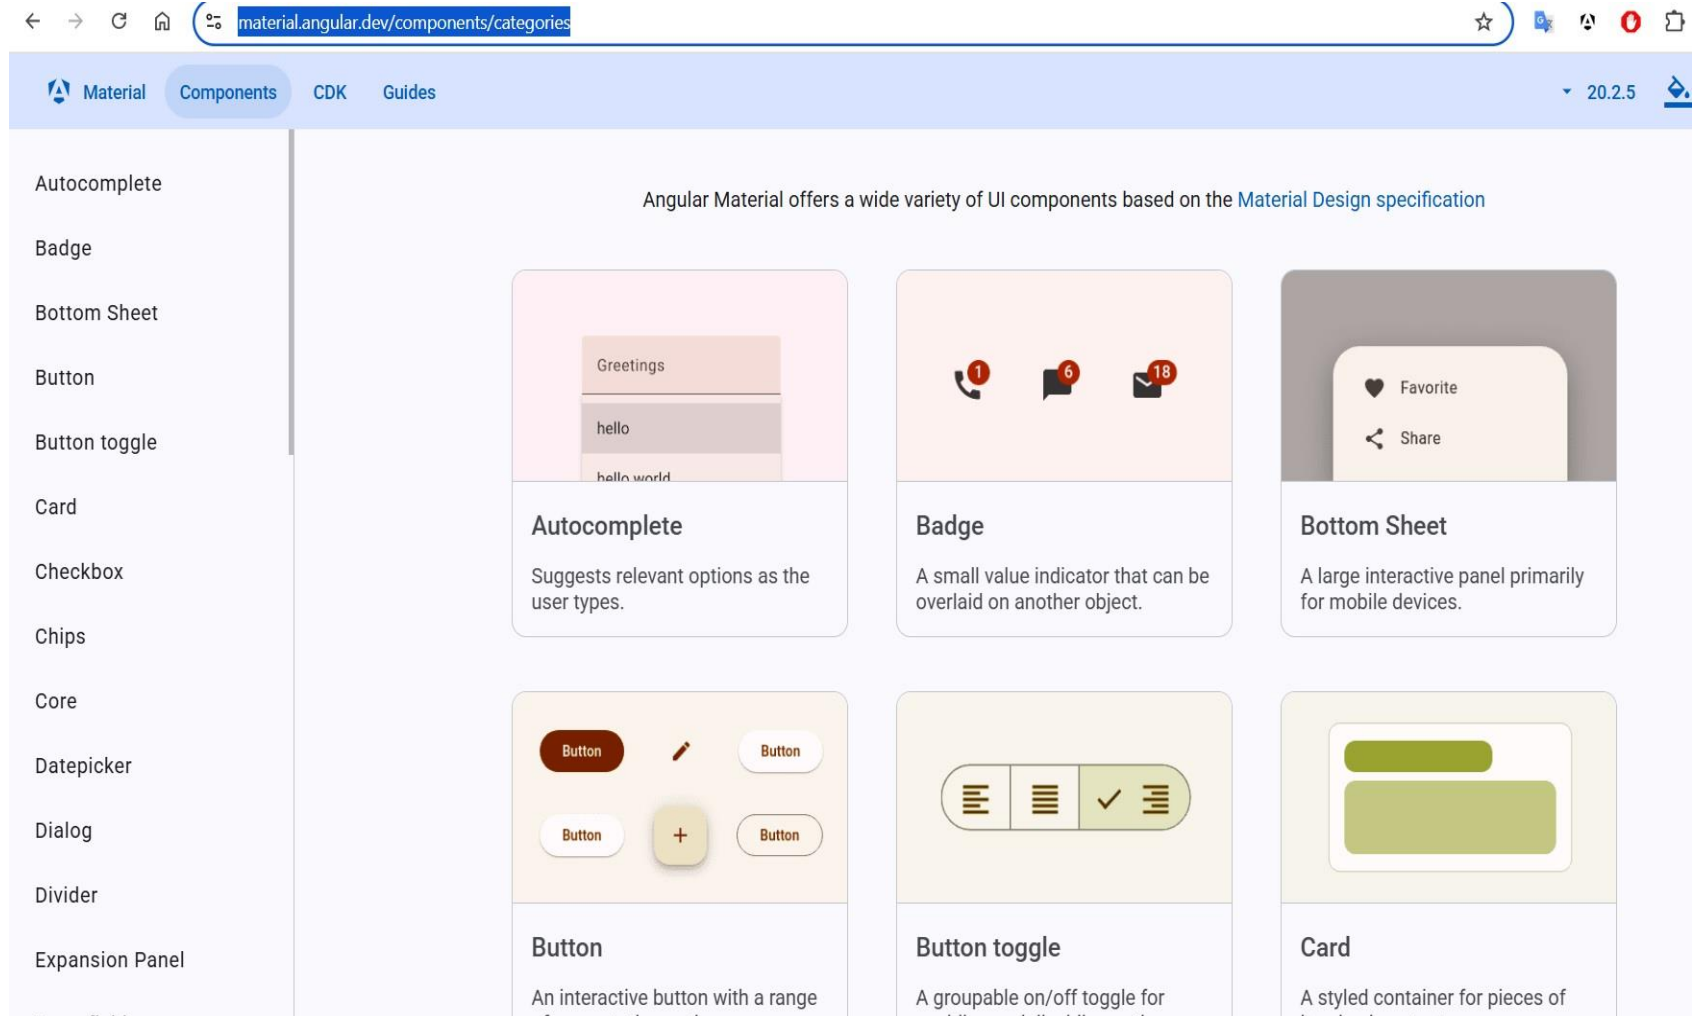 material.angular.dev/components/categories
Material Components CDK Guides 20.2.5
Autocomplete
Badge
Bottom Sheet
Button
Button toggle
Card
Checkbox
Chips
Core
Datepicker
Dialog
Divider
Expansion Panel
Angular Material offers a wide variety of UI components based on the Material Design specification
Greetings
hello
hello world
Autocomplete
Suggests relevant options as the
user types.
1 6 18
Badge
A small value indicator that can be
overlaid on another object.
Favorite
Share
Bottom Sheet
A large interactive panel primarily
for mobile devices.
Button Button
Button + Button
Button
An interactive button with a range
Button toggle
A groupable on/off toggle for
Card
A styled container for pieces of